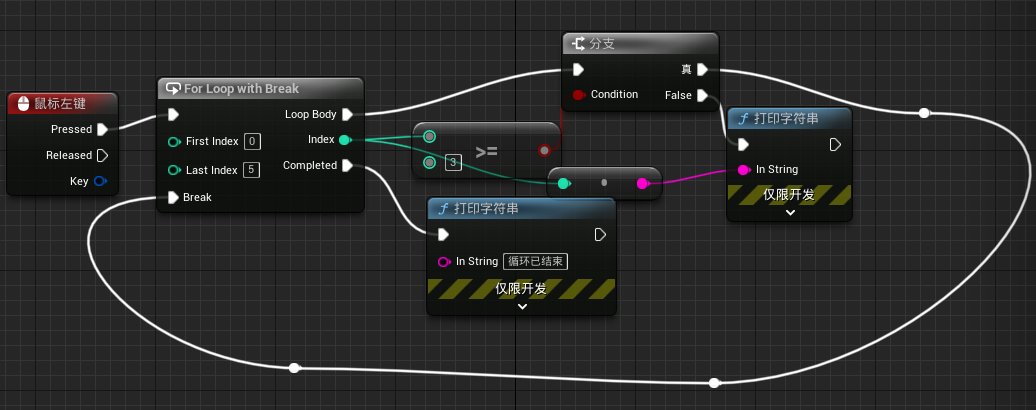 鼠标左键
Pressed
Released
Key
For Loop with Break
Loop Body
First Index 0
Index
Last Index 5
Completed
Break
>=
3
分支
真
Condition
False
打印字符串
In String
仅限开发
打印字符串
In String 循环已结束
仅限开发